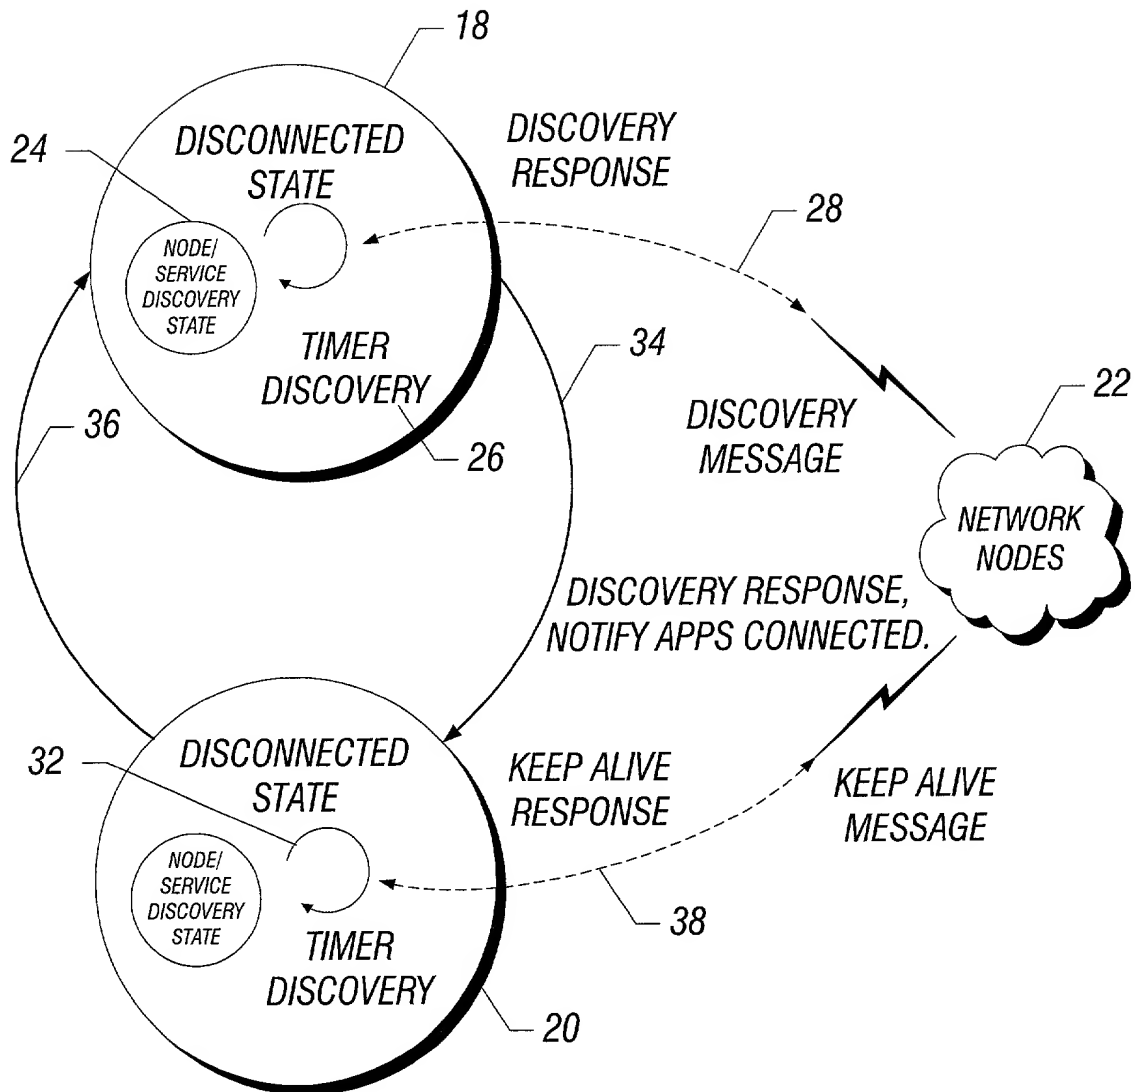 18
24
DISCONNECTED
STATE
DISCOVERY
RESPONSE
28
NODE/
SERVICE
DISCOVERY
STATE
TIMER
DISCOVERY
34
22
36
26
DISCOVERY
MESSAGE
NETWORK
NODES
DISCOVERY RESPONSE,
NOTIFY APPS CONNECTED.
32
DISCONNECTED
STATE
KEEP ALIVE
RESPONSE
KEEP ALIVE
MESSAGE
NODE/
SERVICE
DISCOVERY
STATE
38
TIMER
DISCOVERY
20